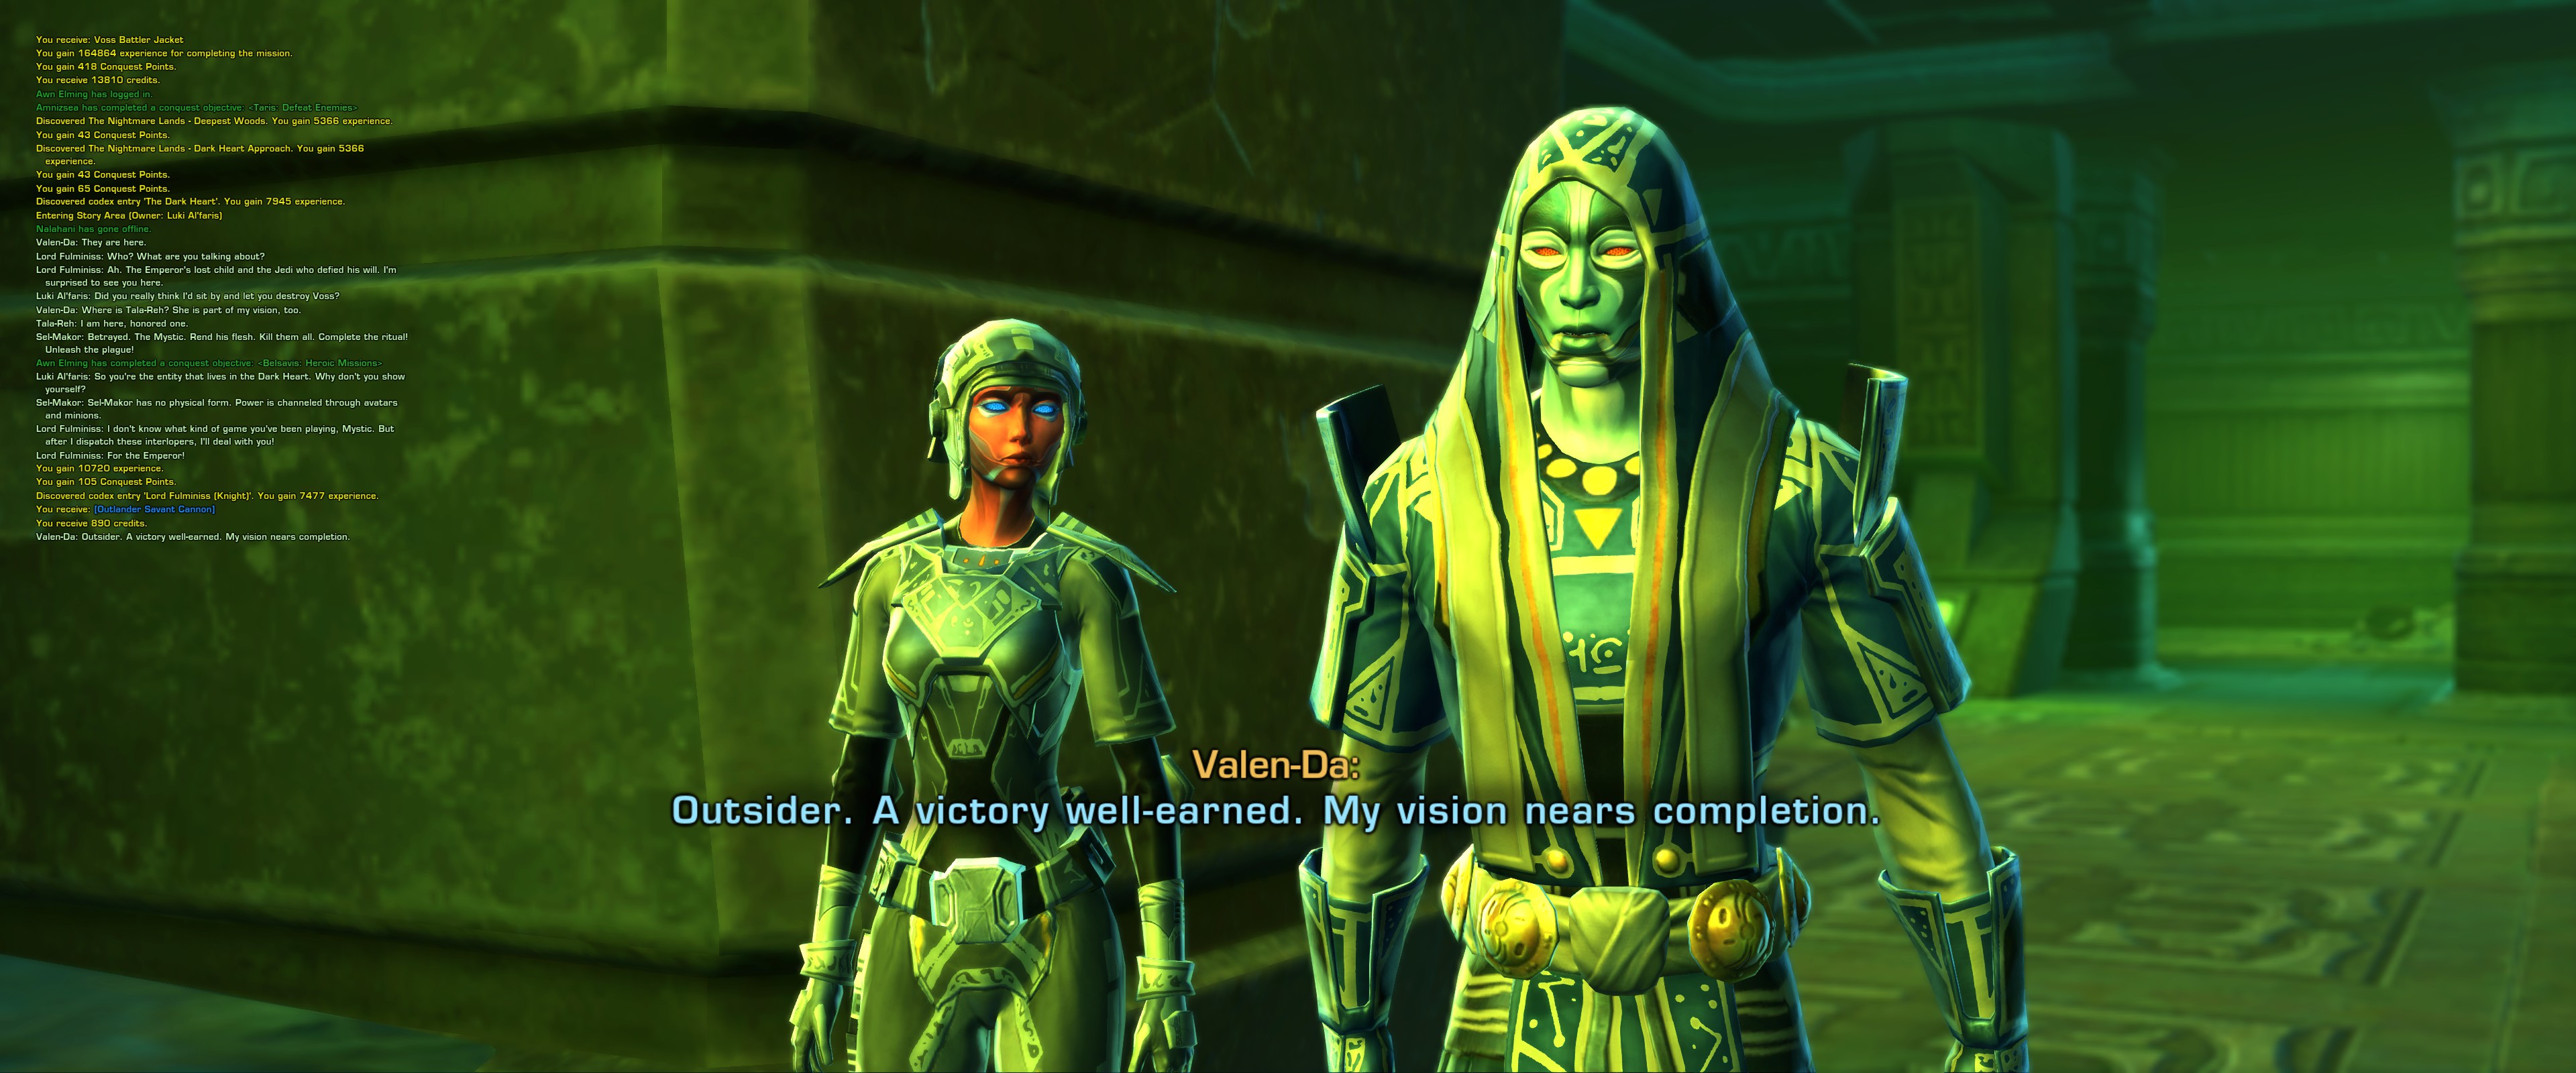 You receive: Voss Battler Jacket
You gain 164864 experience for completing the mission.
You gain 418 Conquest Points.
You receive 13810 credits.
Awn Elming has logged in.
Amnizsea has completed a conquest objective: <Taris: Defeat Enemies>
Discovered The Nightmare Lands - Deepest Woods. You gain 5366 experience.
You gain 43 Conquest Points.
Discovered The Nightmare Lands - Dark Heart Approach. You gain 5366
experience.
You gain 43 Conquest Points.
You gain 65 Conquest Points.
Discovered codex entry 'The Dark Heart'. You gain 7945 experience.
Entering Story Area (Owner: Luki Al'faris)
Nalahani has gone offline.
Valen-Da: They are here.
Lord Fulminiss: Who? What are you talking about?
Lord Fulminiss: Ah. The Emperor's lost child and the Jedi who defied his will. I'm
surprised to see you here.
Luki Al'faris: Did you really think I'd sit by and let you destroy Voss?
Valen-Da: Where is Tala-Reh? She is part of my vision, too.
Tala-Reh: I am here, honored one.
Sel-Makor: Betrayed. The Mystic. Rend his flesh. Kill them all. Complete the ritual!
Unleash the plague!
Awn Elming has completed a conquest objective: <Belsavis: Heroic Missions>
Luki Al'faris: So you're the entity that lives in the Dark Heart. Why don't you show
yourself?
Sel-Makor: Sel-Makor has no physical form. Power is channeled through avatars
and minions.
Lord Fulminiss: I don't know what kind of game you've been playing, Mystic. But
after I dispatch these interlopers, I'll deal with you!
Lord Fulminiss: For the Emperor!
You gain 10720 experience.
You gain 105 Conquest Points.
Discovered codex entry 'Lord Fulminiss (Knight)'. You gain 7477 experience.
You receive: [Outlander Savant Cannon]
You receive 890 credits.
Valen-Da: Outsider. A victory well-earned. My vision nears completion.
Valen-Da:
Outsider. A victory well-earned. My vision nears completion.